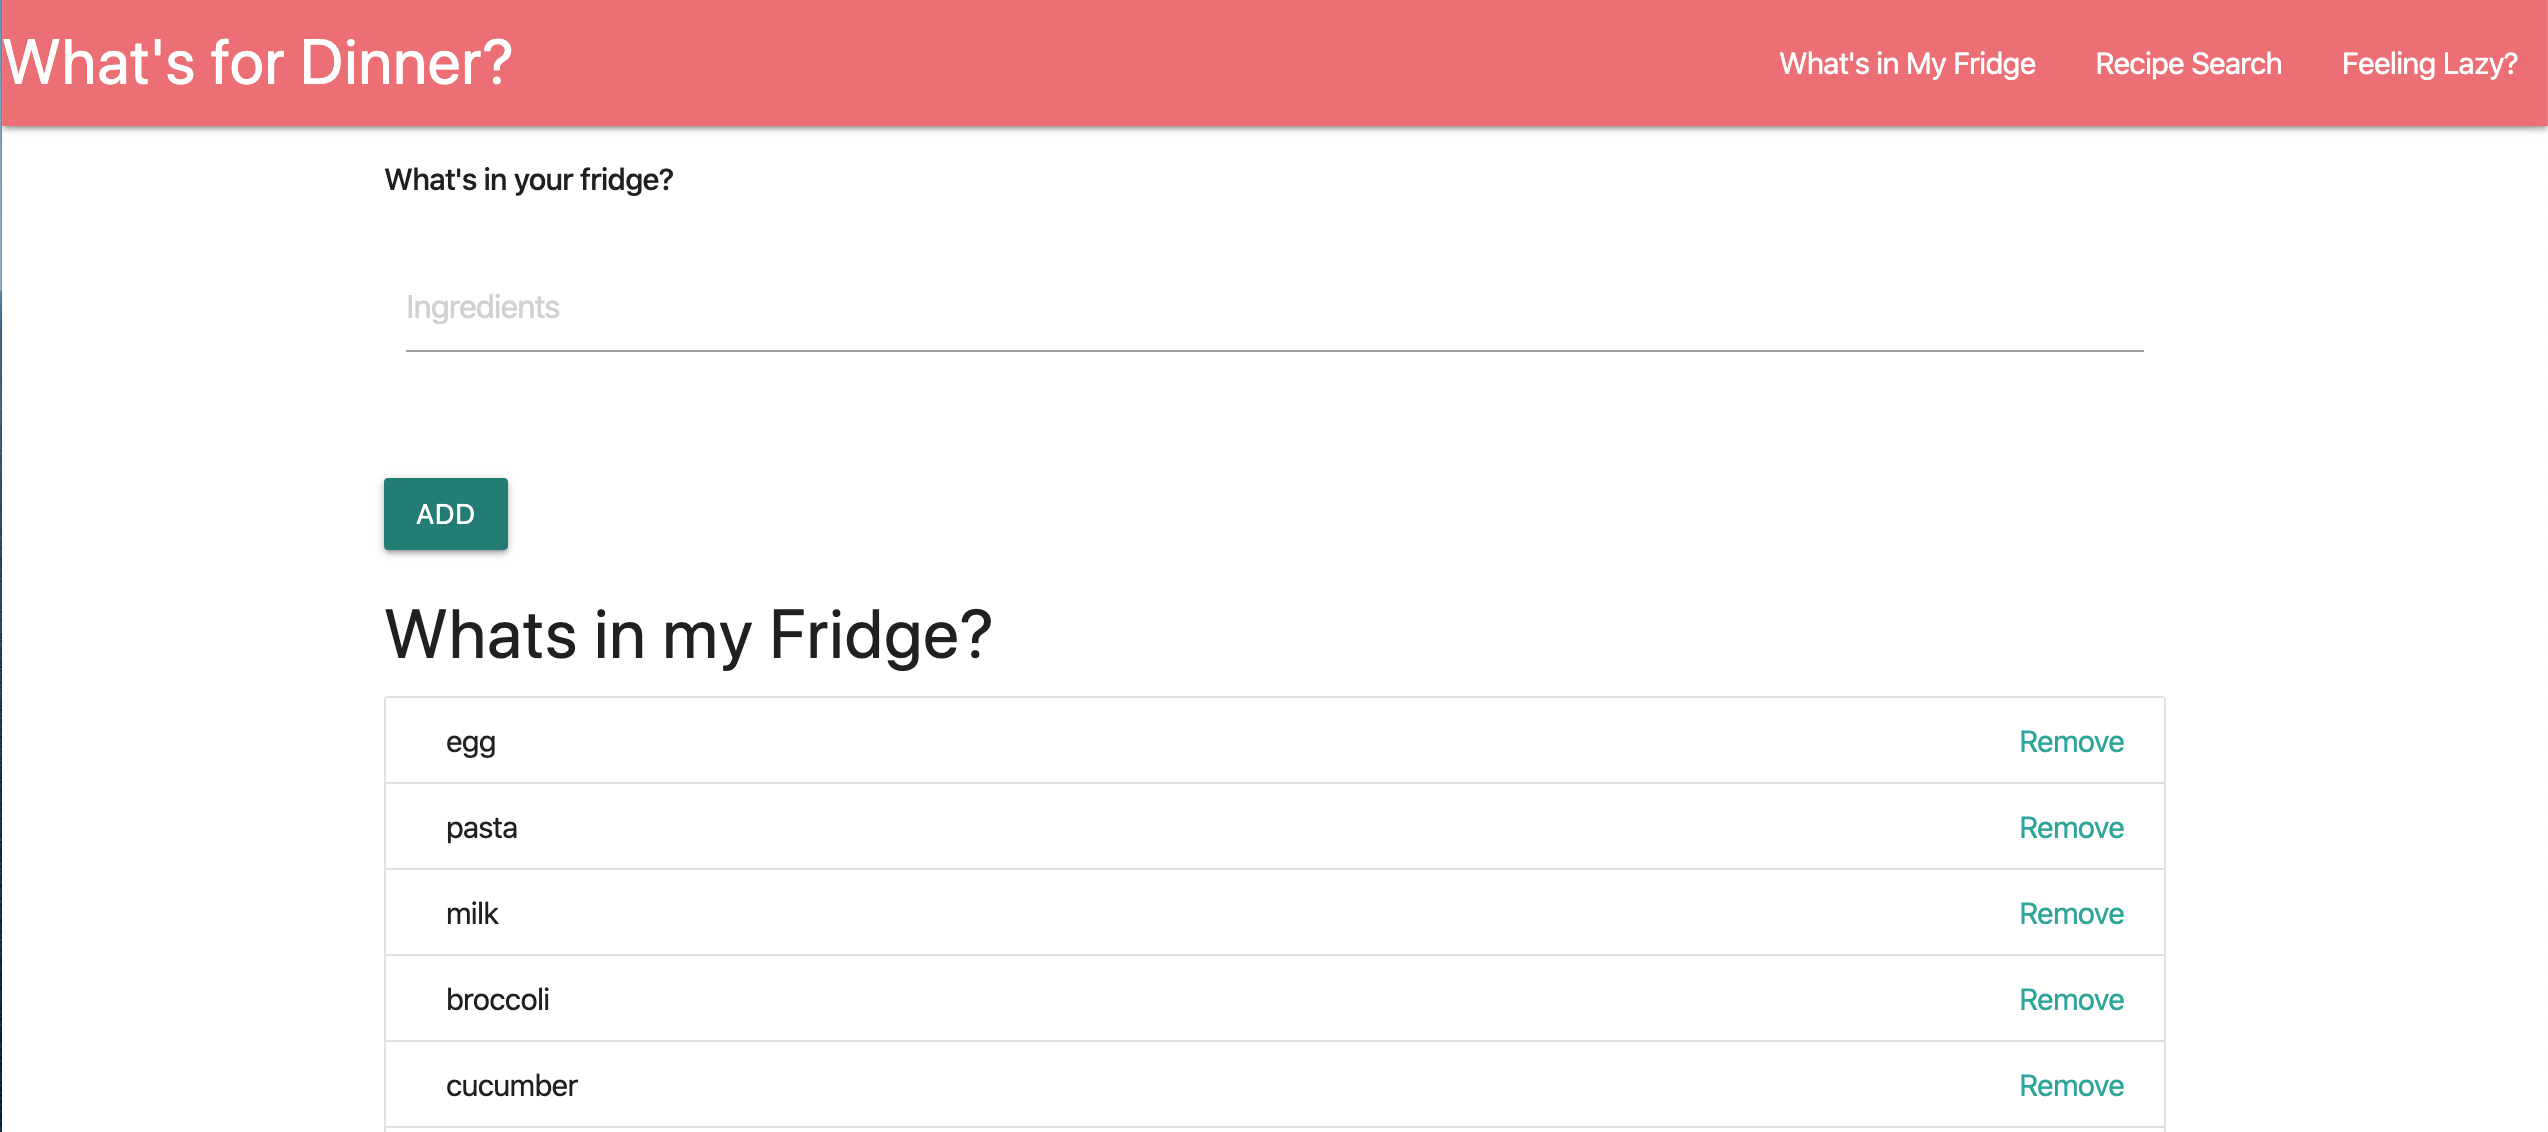 What's for Dinner?
What's in My Fridge
Recipe Search
Feeling Lazy?
What's in your fridge?
Ingredients
ADD
Whats in my Fridge?
egg
Remove
pasta
Remove
milk
Remove
broccoli
Remove
cucumber
Remove